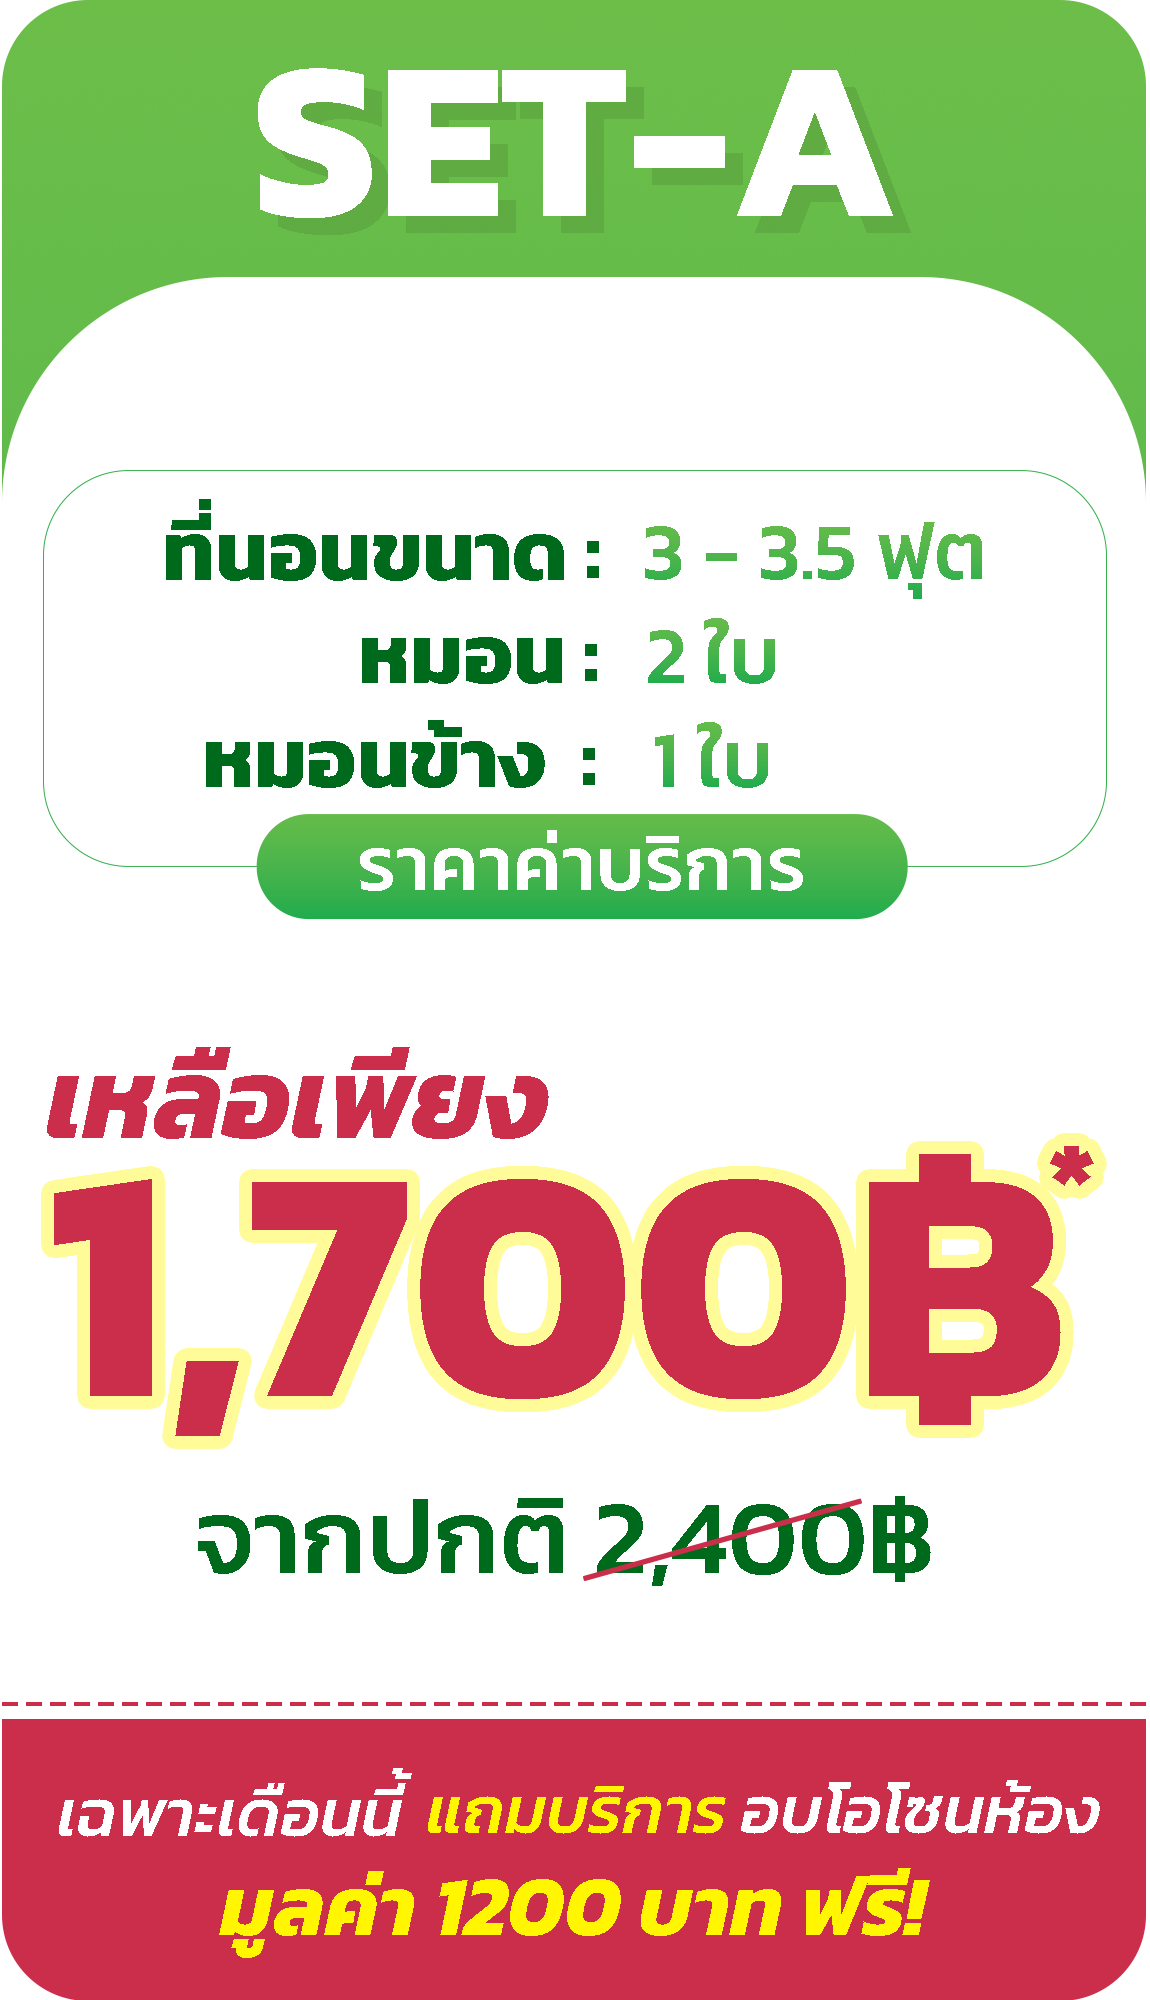 SET-A
ที่นอนขนาด : 3 - 3.5 ฟุต
หมอน : 2 ใบ
หมอนข้าง : 1 ใบ
ราคาค่าบริการ
เหลือเพียง
1,700฿*
จากปกติ 2,400฿
เฉพาะเดือนนี้ แถมบริการ อบโอโซนห้อง
มูลค่า 1200 บาท ฟรี!